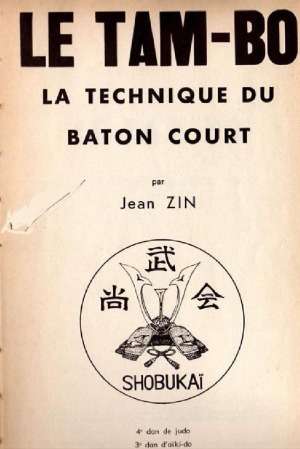 LE TAM-BO
LA TECHNIQUE DU
BATON COURT
par
Jean ZIN
武
尚 会
SHOBUKAÏ
4e dan de judo
3e dan d'aïki-do